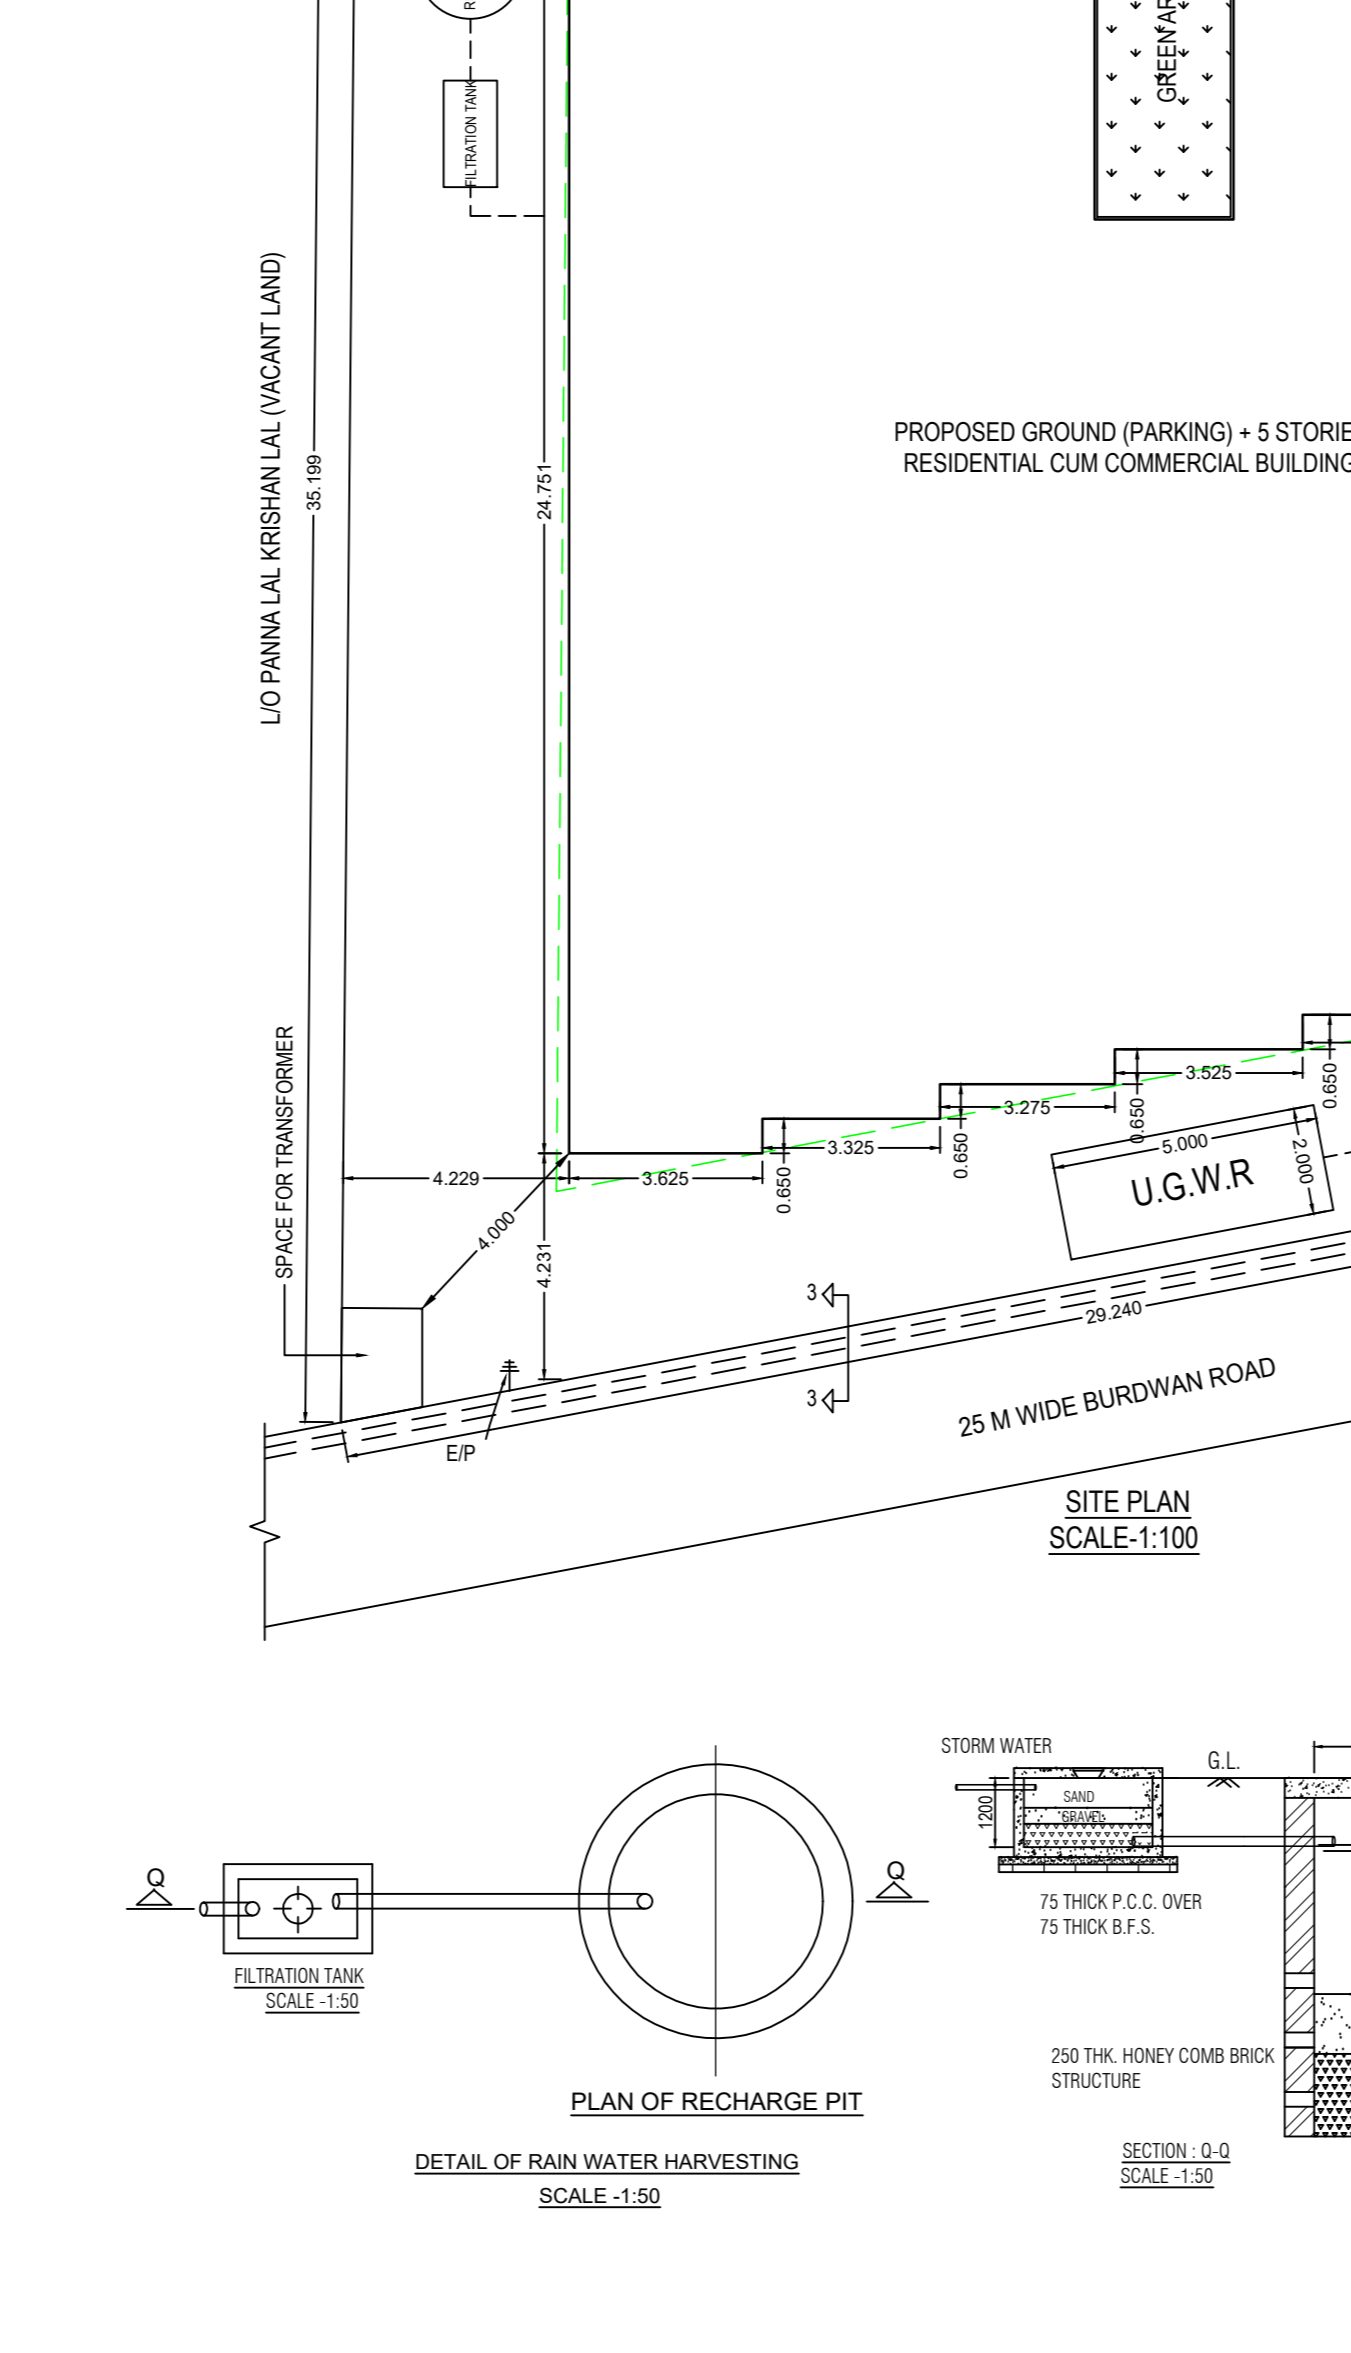 R
FILTRATION TANK
GREEN AR
L/O PANNA LAL KRISHAN LAL (VACANT LAND)
35.199
24.751
PROPOSED GROUND (PARKING) + 5 STORIE
RESIDENTIAL CUM COMMERCIAL BUILDING
SPACE FOR TRANSFORMER
4.229
4.000
4.231
3.625
0.650
3.325
0.650
3.275
0.650
3.525
0.650
5.000
2.000
U.G.W.R
3
3
29.240
E/P
25 M WIDE BURDWAN ROAD
SITE PLAN
SCALE-1:100
STORM WATER
G.L.
1200
SAND
GRAVEL
75 THICK P.C.C. OVER
75 THICK B.F.S.
Q
Q
FILTRATION TANK
SCALE -1:50
250 THK. HONEY COMB BRICK
STRUCTURE
PLAN OF RECHARGE PIT
SECTION : Q-Q
SCALE -1:50
DETAIL OF RAIN WATER HARVESTING
SCALE -1:50